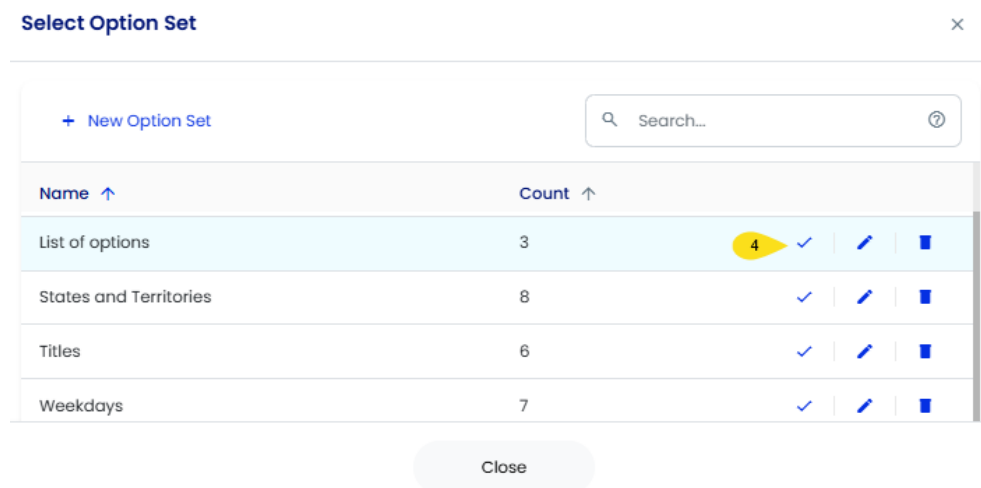 Select Option Set
+ New Option Set
Search...
Name Count
List of options 3 4
States and Territories 8
Titles 6
Weekdays 7
Close